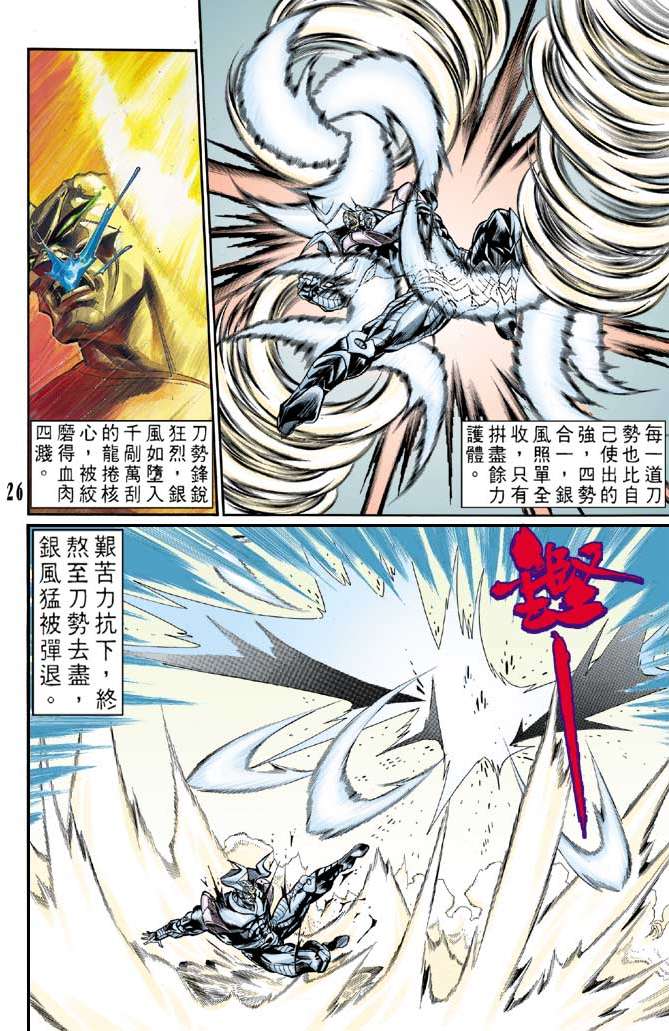 每一道刀
勢也比自
己使出的
強，四勢
合一，銀
風照單全
收，只有
拚盡餘力
護體。
刀勢鋒銳
狂烈，銀
風如墮入
千刷萬刮
的龍捲核
心，被絞
磨得血肉
四濺。
26
艱苦力抗下，終
熬至刀勢去盡，
銀風猛被彈退。